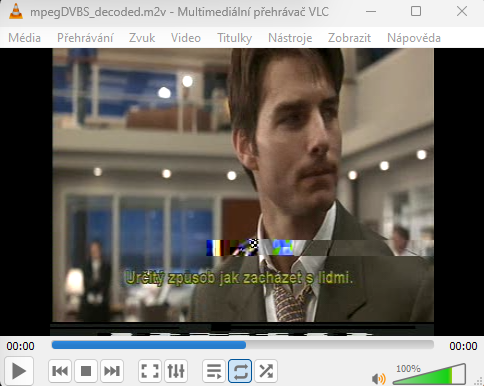 mpegDVBS_decoded.m2v - Multimediální přehrávač VLC
Média Přehrávání Zvuk Video Titulky Nástroje Zobrazit Nápověda
Určitý způsob jak zacházet s lidmi.
00:00 00:00
100%